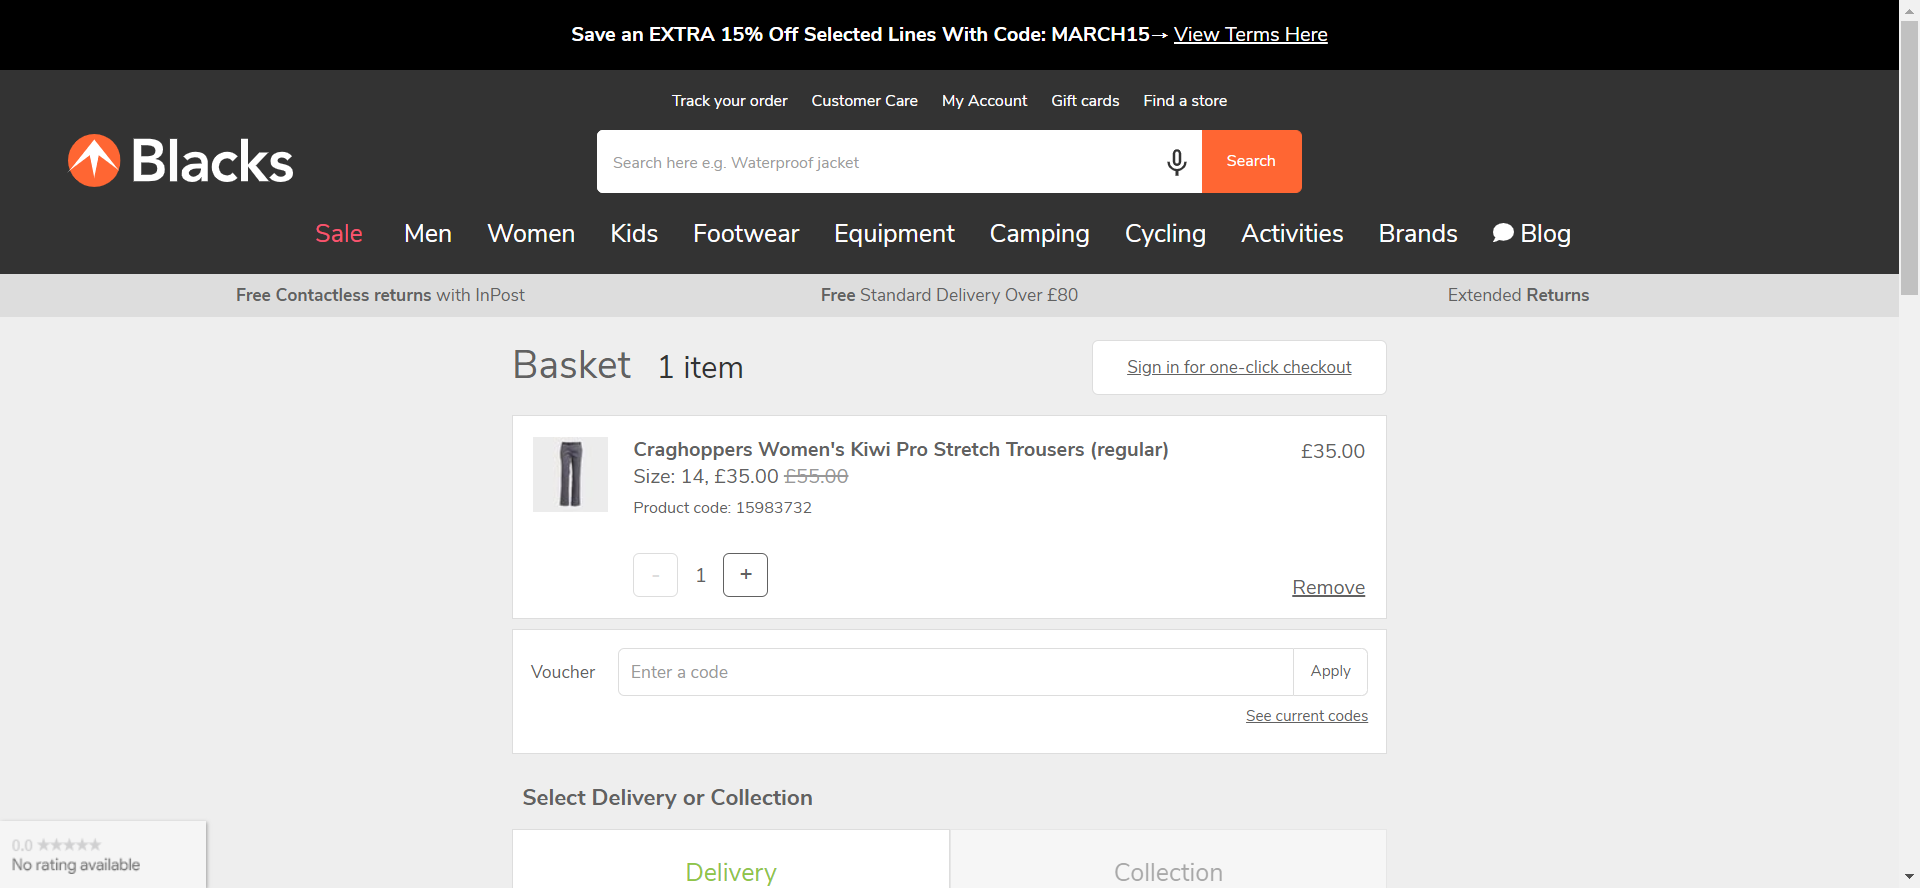 Save an EXTRA 15% Off Selected Lines With Code: MARCH15→ View Terms Here
Track your order Customer Care My Account Gift cards Find a store
Blacks
Search here e.g. Waterproof jacket Search
Sale Men Women Kids Footwear Equipment Camping Cycling Activities Brands Blog
Free Contactless returns with InPost Free Standard Delivery Over £80 Extended Returns
Basket 1 item Sign in for one-click checkout
Craghoppers Women's Kiwi Pro Stretch Trousers (regular) £35.00
Size: 14, £35.00 £55.00
Product code: 15983732
- 1 +
Remove
Voucher Enter a code Apply
See current codes
Select Delivery or Collection
0.0 ★★★★★
No rating available
Delivery Collection